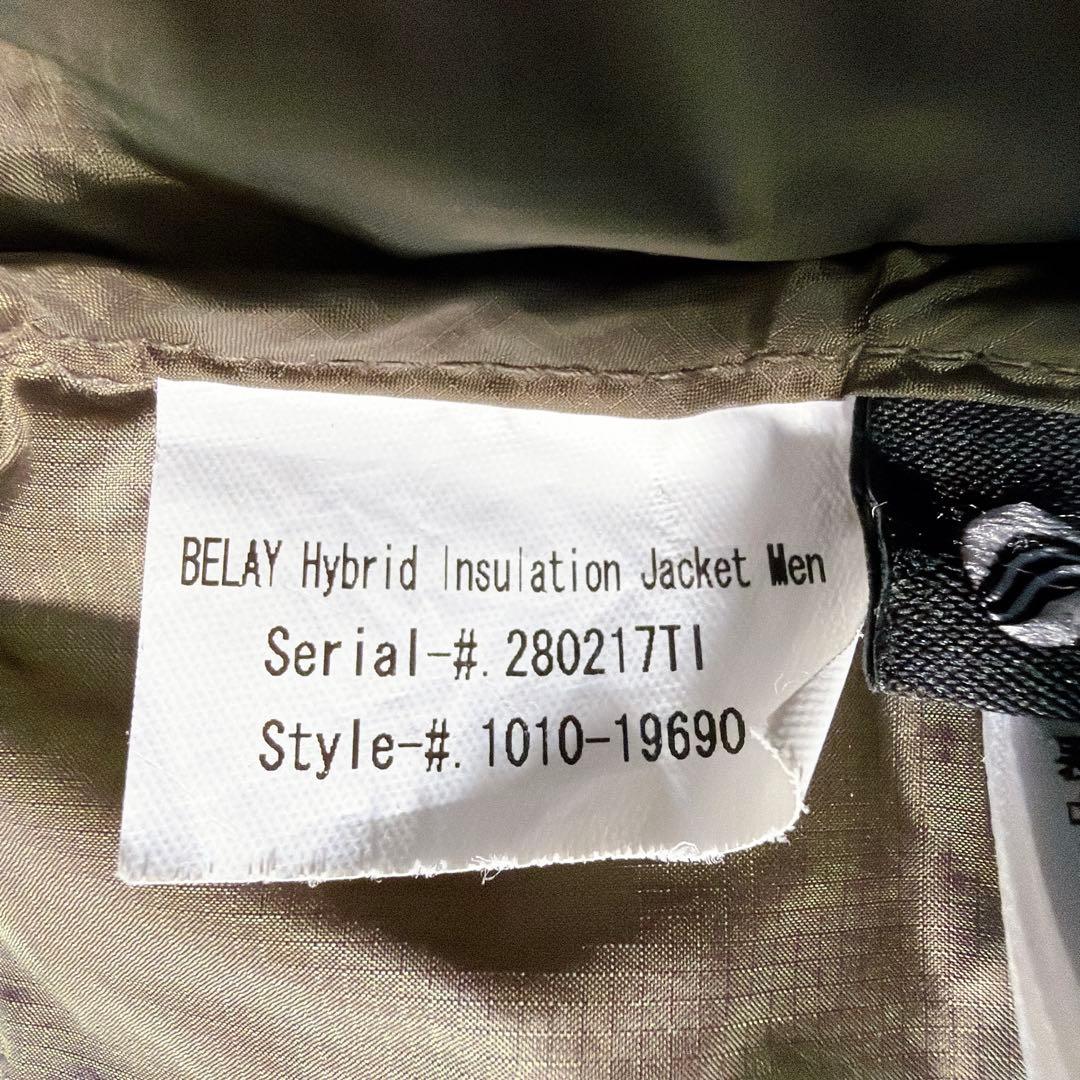 BELAY Hybrid Insulation Jacket Men
Serial-#. 280217TI
Style-#. 1010-19690